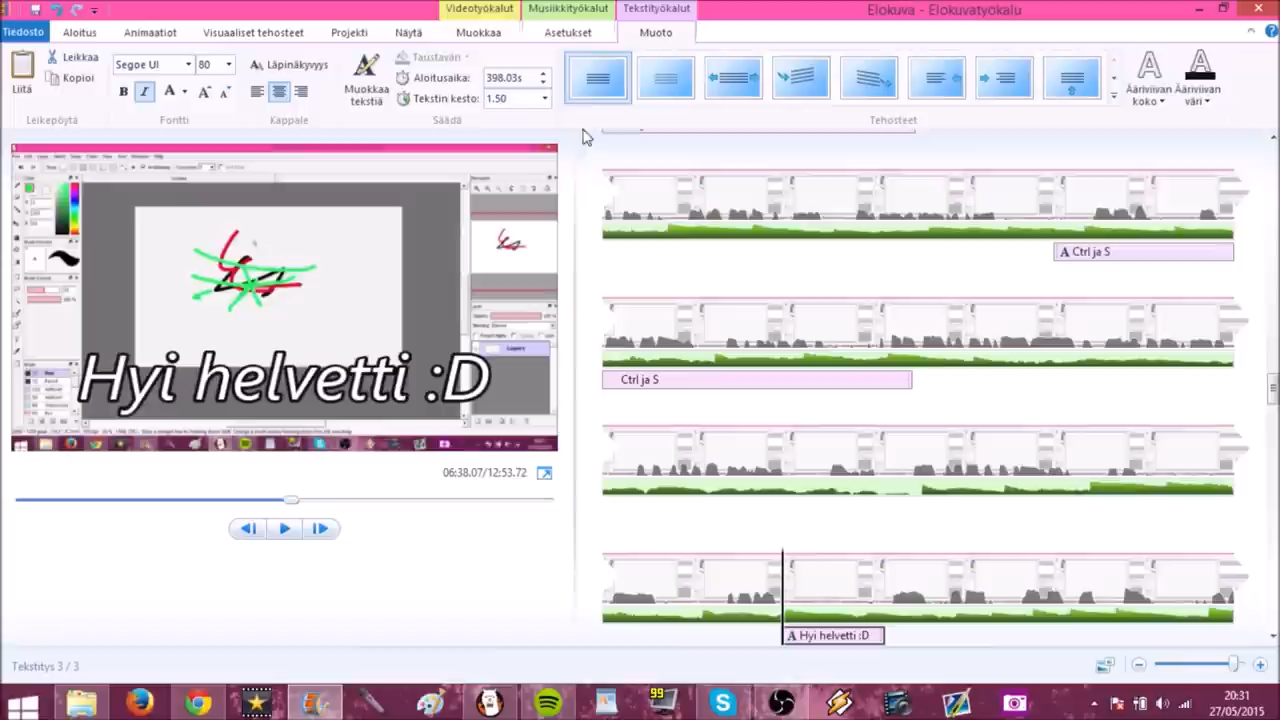 Videotyökalut Musiikkityökalut Tekstityökalut Elokuva - Elokuvatyökalu
Tiedosto Aloitus Animaatiot Visuaaliset tehosteet Projekti Näytä Muokkaa Asetukset Muoto
Liitä
Leikkaa
Kopioi
Leikepöytä
Segoe UI 80
B I A A A
Fontti
Läpinäkyvyys
Kappale
Muokkaa
tekstiä
Taustaväri
Aloitusaika: 398.03s
Tekstin kesto: 1.50
Säädä
Tehosteet
Ääriviivan
koko
Ääriviivan
väri
Hyi helvetti :D
06:38.07/12:53.72
A Ctrl ja S
Ctrl ja S
A Hyi helvetti :D
Tekstitys 3 / 3
99
20:31
27/05/2015